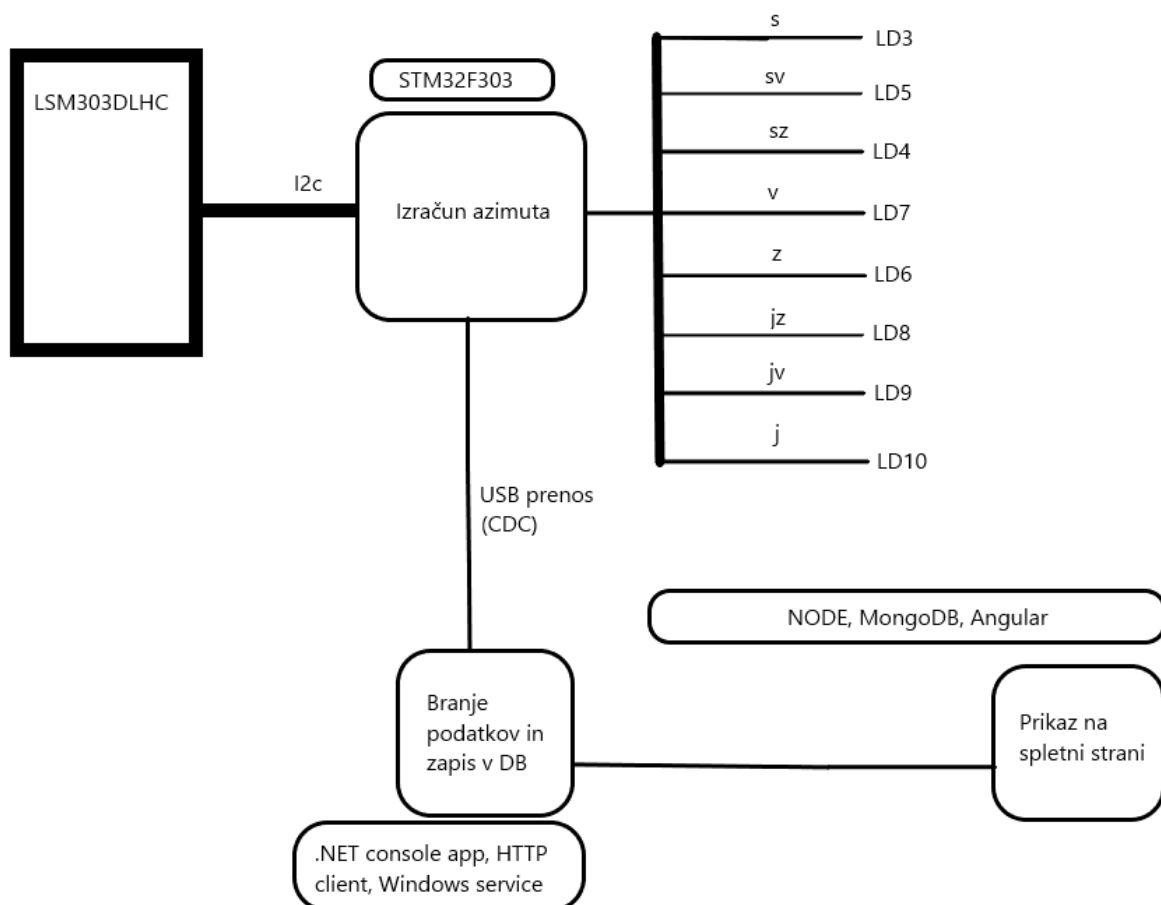 LSM303DLHC
I2c
STM32F303
Izračun azimuta
s
LD3
sv
LD5
sz
LD4
v
LD7
z
LD6
jz
LD8
jv
LD9
j
LD10
USB prenos
(CDC)
NODE, MongoDB, Angular
Branje
podatkov in
zapis v DB
Prikaz na
spletni strani
.NET console app, HTTP
client, Windows service